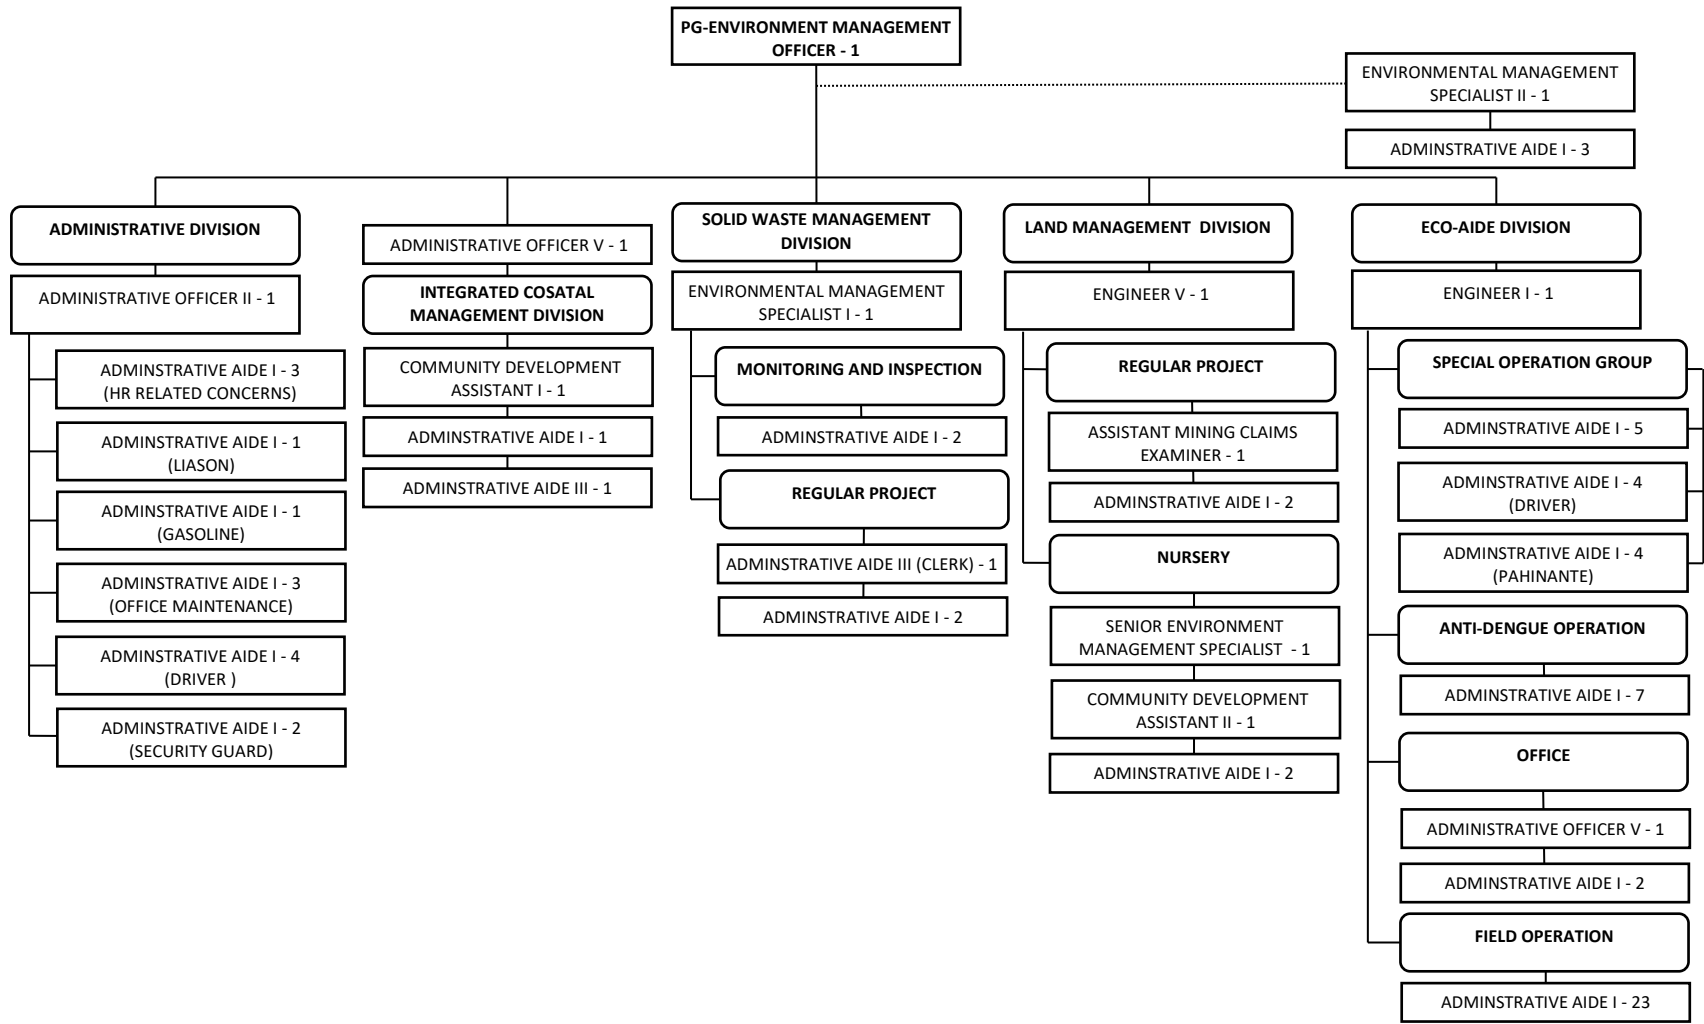 PG-ENVIRONMENT MANAGEMENT
OFFICER - 1
ENVIRONMENTAL MANAGEMENT
SPECIALIST II - 1
ADMINSTRATIVE AIDE I - 3
ADMINISTRATIVE DIVISION
ADMINISTRATIVE OFFICER II - 1
ADMINSTRATIVE AIDE I - 3
(HR RELATED CONCERNS)
ADMINSTRATIVE AIDE I - 1
(LIASON)
ADMINSTRATIVE AIDE I - 1
(GASOLINE)
ADMINSTRATIVE AIDE I - 3
(OFFICE MAINTENANCE)
ADMINSTRATIVE AIDE I - 4
(DRIVER )
ADMINSTRATIVE AIDE I - 2
(SECURITY GUARD)
ADMINISTRATIVE OFFICER V - 1
INTEGRATED COSATAL
MANAGEMENT DIVISION
COMMUNITY DEVELOPMENT
ASSISTANT I - 1
ADMINSTRATIVE AIDE I - 1
ADMINSTRATIVE AIDE III - 1
SOLID WASTE MANAGEMENT
DIVISION
ENVIRONMENTAL MANAGEMENT
SPECIALIST I - 1
MONITORING AND INSPECTION
ADMINSTRATIVE AIDE I - 2
REGULAR PROJECT
ADMINSTRATIVE AIDE III (CLERK) - 1
ADMINSTRATIVE AIDE I - 2
LAND MANAGEMENT  DIVISION
ENGINEER V - 1
REGULAR PROJECT
ASSISTANT MINING CLAIMS
EXAMINER - 1
ADMINSTRATIVE AIDE I - 2
NURSERY
SENIOR ENVIRONMENT
MANAGEMENT SPECIALIST  - 1
COMMUNITY DEVELOPMENT
ASSISTANT II - 1
ADMINSTRATIVE AIDE I - 2
ECO-AIDE DIVISION
ENGINEER I - 1
SPECIAL OPERATION GROUP
ADMINSTRATIVE AIDE I - 5
ADMINSTRATIVE AIDE I - 4
(DRIVER)
ADMINSTRATIVE AIDE I - 4
(PAHINANTE)
ANTI-DENGUE OPERATION
ADMINSTRATIVE AIDE I - 7
OFFICE
ADMINISTRATIVE OFFICER V - 1
ADMINSTRATIVE AIDE I - 2
FIELD OPERATION
ADMINSTRATIVE AIDE I - 23